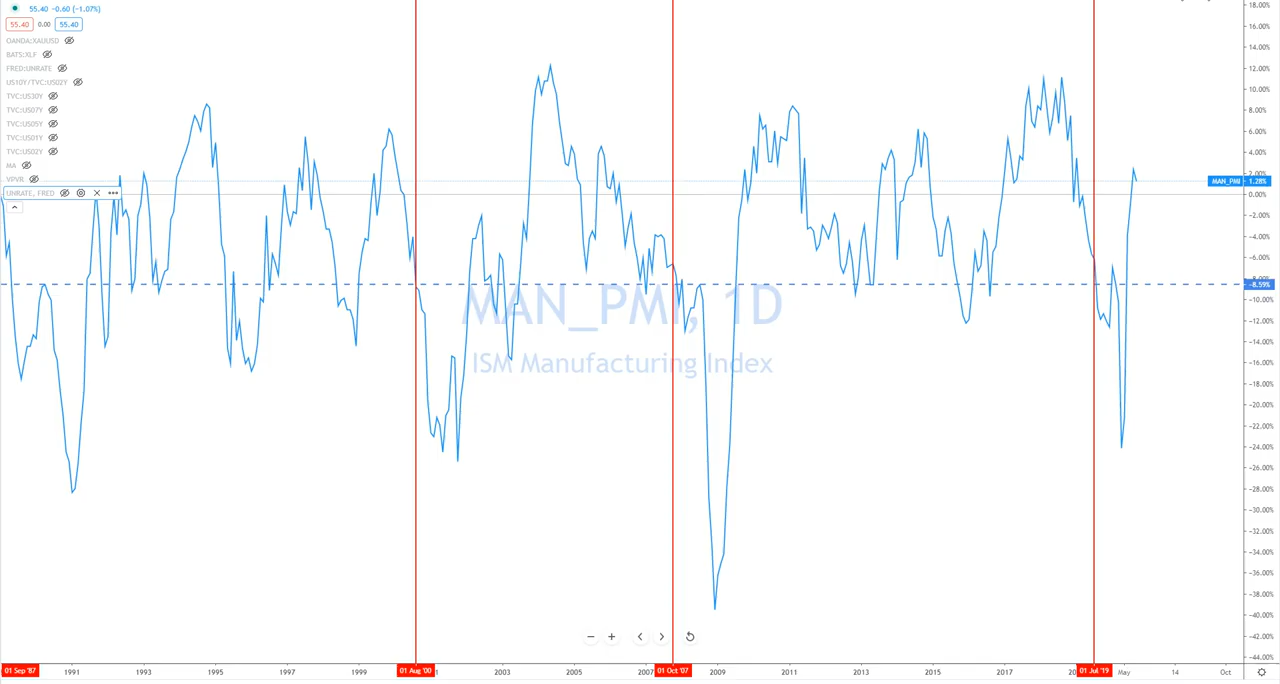 55.40 −0.60 (−1.07%)
55.40 0.00 55.40
OANDA:XAUUSD
BATS:XLF
FRED:UNRATE
US10Y/TVC:US02Y
TVC:US30Y
TVC:US07Y
TVC:US05Y
TVC:US01Y
TVC:US02Y
MA
VPVR
UNRATE, FRED
MAN_PMI, 1D
ISM Manufacturing Index
18.00%
16.00%
14.00%
12.00%
10.00%
8.00%
6.00%
4.00%
2.00%
MAN_PMI 1.28%
0.00%
−2.00%
−4.00%
−6.00%
−8.00%
−8.59%
−10.00%
−12.00%
−14.00%
−16.00%
−18.00%
−20.00%
−22.00%
−24.00%
−26.00%
−28.00%
−30.00%
−32.00%
−34.00%
−36.00%
−38.00%
−40.00%
−42.00%
−44.00%
01 Sep '87 1991 1993 1995 1997 1999 01 Aug '00 1 2003 2005 2007 01 Oct '07 2009 2011 2013 2015 2017 01 Jul '19 May 14 Oct